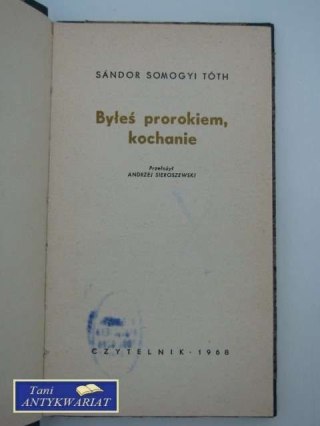 SÁNDOR SOMOGYI TÓTH
Byłeś prorokiem,
kochanie
Przełożył
ANDRZEJ SIEROSZEWSKI
CZYTELNIK · 1968
Tani
ANTYKWARIAT